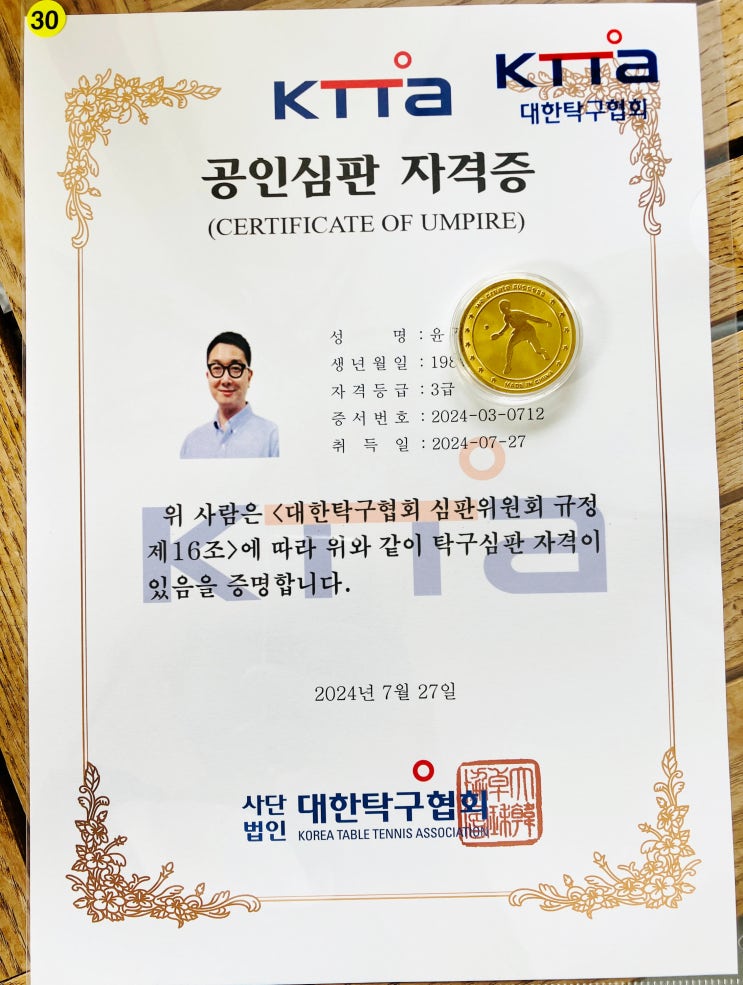 30
KTTa
KTTa
대한탁구협회
공인심판 자격증
(CERTIFICATE OF UMPIRE)
성 명 : 윤
생년월일 : 198
자격등급 : 3급
증서번호 : 2024-03-0712
취 득 일 : 2024-07-27
MADE IN CHINA
KTTa
위 사람은 <대한탁구협회 심판위원회 규정
제16조>에 따라 위와 같이 탁구심판 자격이
있음을 증명합니다.
2024년 7월 27일
사단
법인
대한탁구협회
KOREA TABLE TENNIS ASSOCIATION